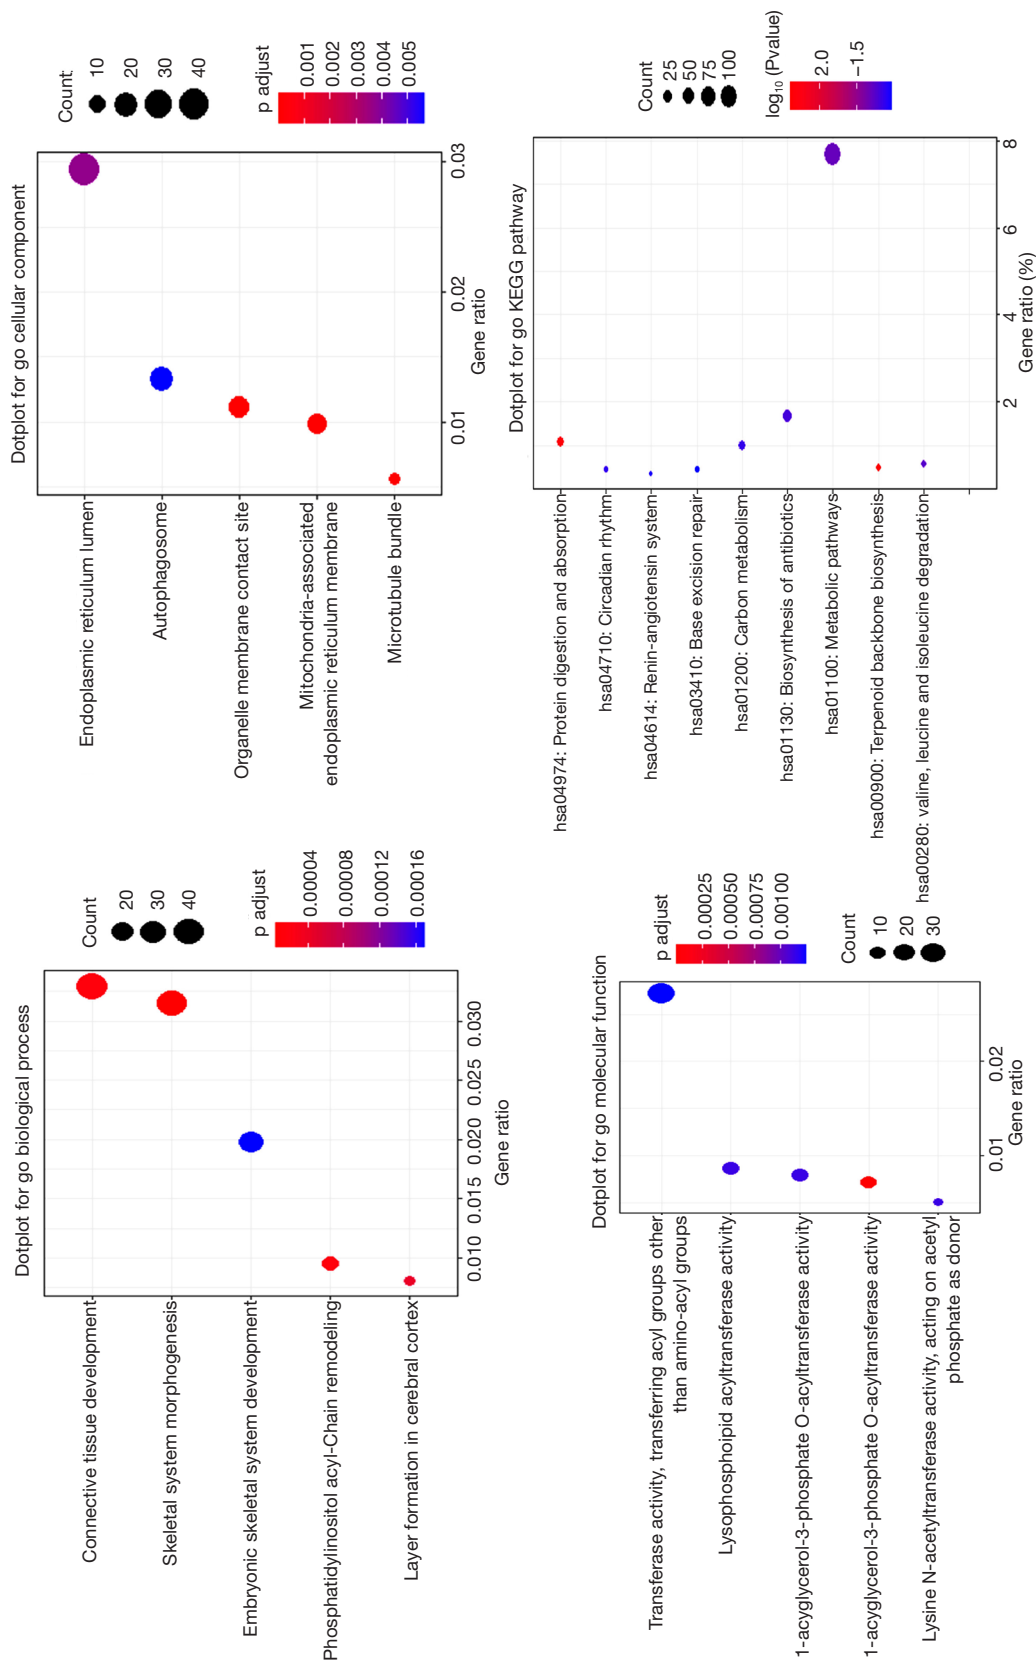 Dotplot for go biological process
Connective tissue development
Skeletal system morphogenesis
Embryonic skeletal system development
Phosphatidylinositol acyl-Chain remodeling
Layer formation in cerebral cortex
0.010 0.015 0.020 0.025 0.030
Gene ratio
Count
20
30
40
p adjust
0.00004
0.00008
0.00012
0.00016
Dotplot for go cellular component
Endoplasmic reticulum lumen
Autophagosome
Organelle membrane contact site
Mitochondria-associated
endoplasmic reticulum membrane
Microtubule bundle
0.01 0.02 0.03
Gene ratio
Count
10
20
30
40
p adjust
0.001
0.002
0.003
0.004
0.005
Dotplot for go molecular function
Transferase activity, transferring acyl groups other
than amino-acyl groups
Lysophosphoipid acyltransferase activity
1-acyglycerol-3-phosphate O-acyltransferase activity
1-acyglycerol-3-phosphate O-acyltransferase activity
Lysine N-acetyltransferase activity, acting on acetyl
phosphate as donor
0.01 0.02
Gene ratio
p adjust
0.00025
0.00050
0.00075
0.00100
Count
10
20
30
Dotplot for go KEGG pathway
hsa04974: Protein digestion and absorption
hsa04710: Circadian rhythm
hsa04614: Renin-angiotensin system
hsa03410: Base excision repair
hsa01200: Carbon metabolism
hsa01130: Biosynthesis of antibiotics
hsa01100: Metabolic pathways
hsa00900: Terpenoid backbone biosynthesis
hsa00280: valine, leucine and isoleucine degradation
2 4 6 8
Gene ratio (%)
Count
25
50
75
100
log₁₀ (Pvalue)
2.0
−1.5